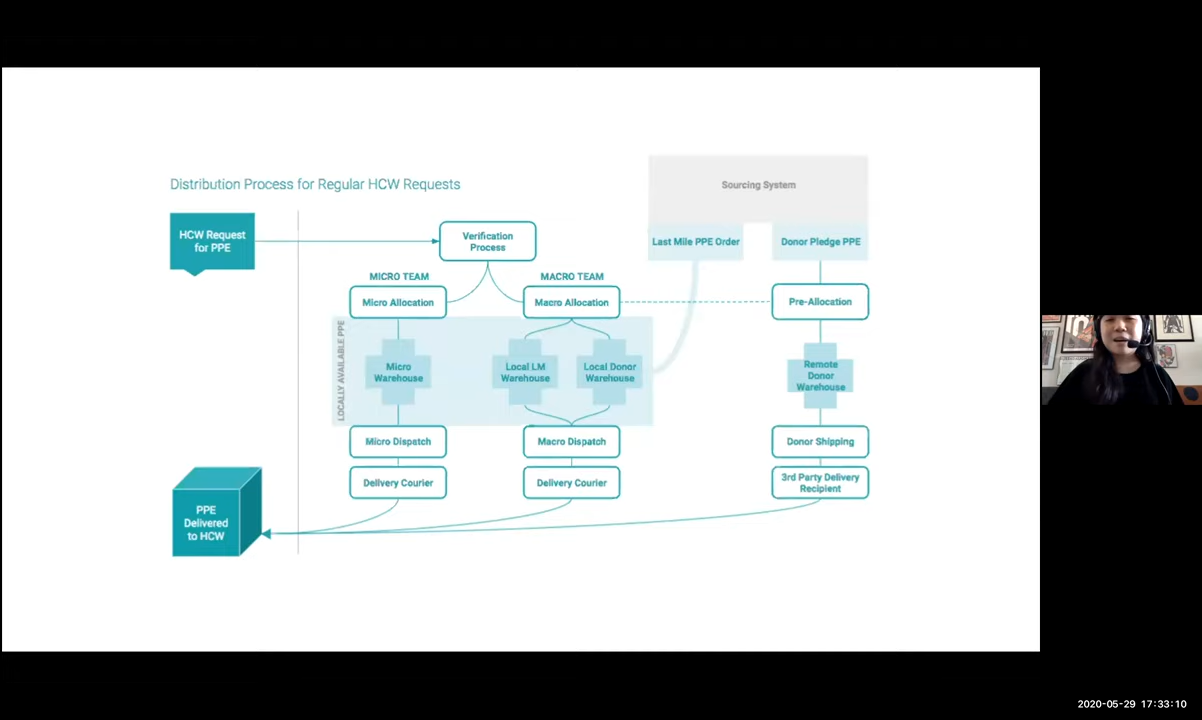 Sourcing System
Distribution Process for Regular HCW Requests
HCW Request
for PPE
Verification
Process
Last Mile PPE Order
Donor Pledge PPE
MICRO TEAM
MACRO TEAM
Micro Allocation
Macro Allocation
Pre-Allocation
LOCALLY AVAILABLE PPE
Micro
Warehouse
Local LM
Warehouse
Local Donor
Warehouse
Remote
Donor
Warehouse
Micro Dispatch
Macro Dispatch
Donor Shipping
Delivery Courier
Delivery Courier
3rd Party Delivery
Recipient
PPE
Delivered
to HCW
2020-05-29 17:33:10